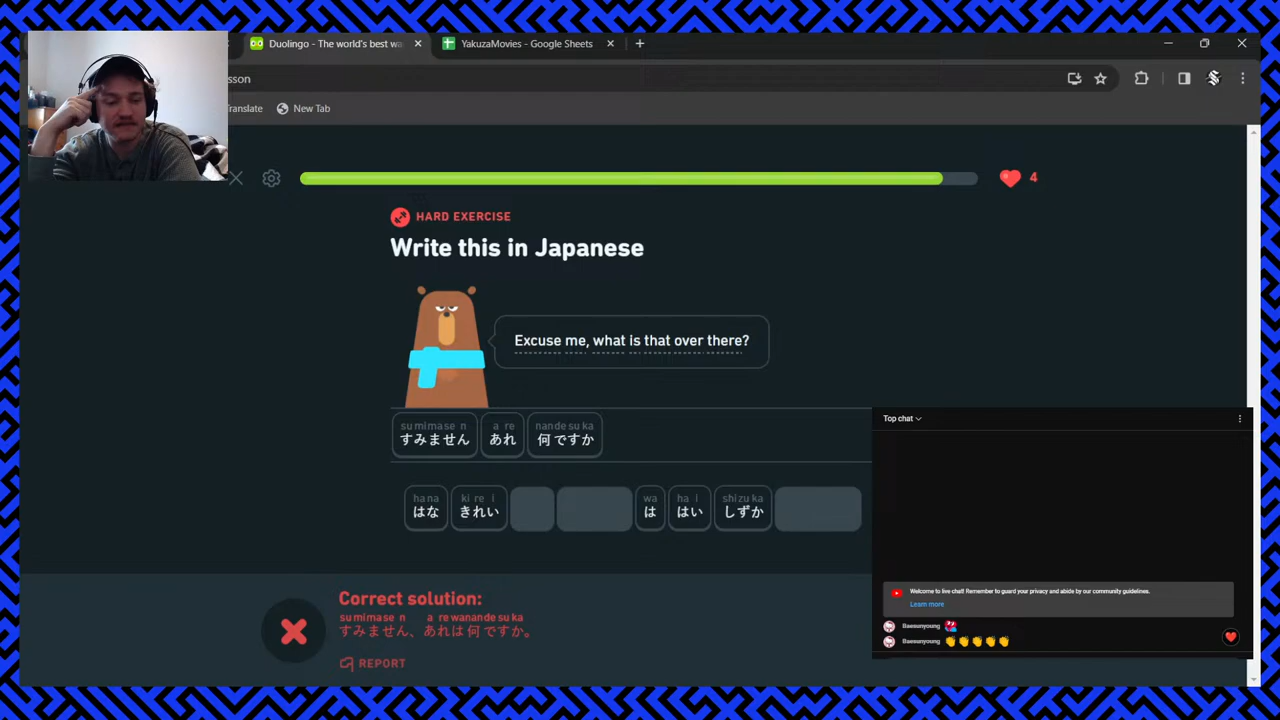 Duolingo - The world's best wa
YakuzaMovies - Google Sheets
sson
Translate
New Tab
4
HARD EXERCISE
Write this in Japanese
Excuse me, what is that over there?
su mi ma se n a re nan de su ka
すみません あれ 何ですか
ha na ki re i wa ha i shi zu ka
はな きれい は はい しずか
Correct solution:
su mi ma se n a re wa nan de su ka
すみません、あれは何ですか。
REPORT
Top chat
Welcome to live chat! Remember to guard your privacy and abide by our community guidelines.
Learn more
Baesunyoung
Baesunyoung